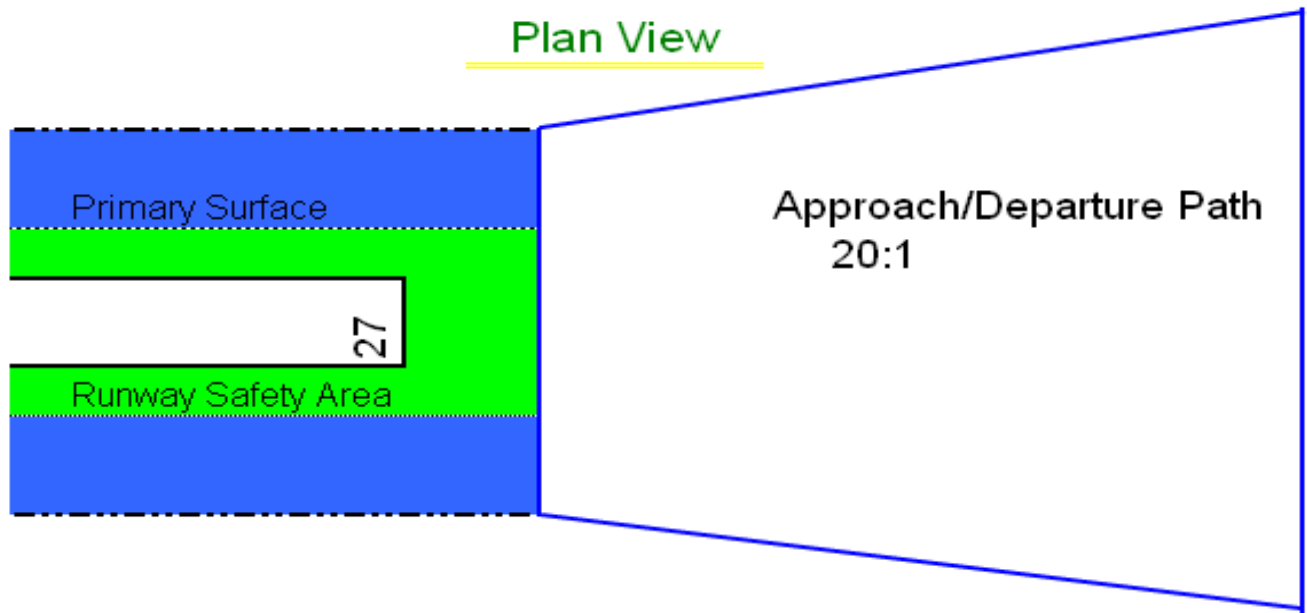 Plan View
Primary Surface
Approach/Departure Path
20:1
27
Runway Safety Area